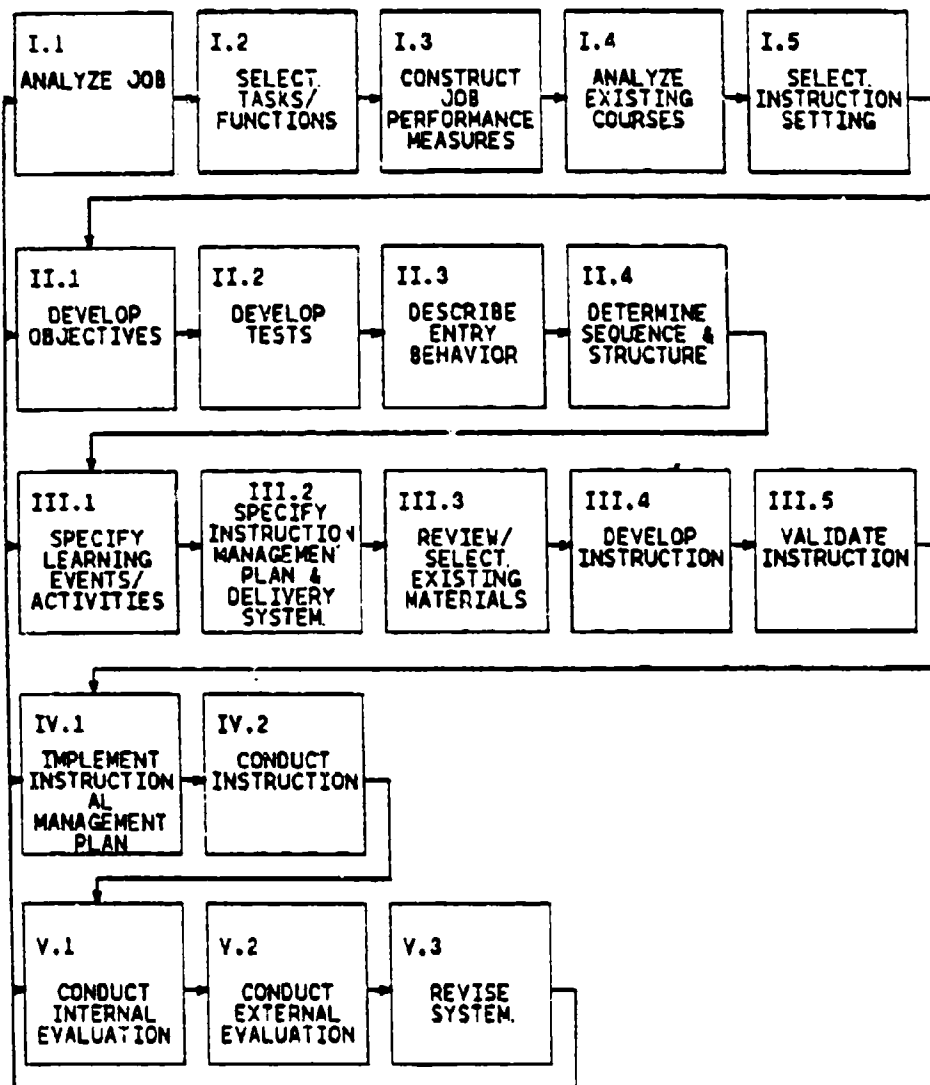 I.1
ANALYZE JOB
I.2
SELECT
TASKS/
FUNCTIONS
I.3
CONSTRUCT
JOB
PERFORMANCE
MEASURES
I.4
ANALYZE
EXISTING
COURSES
I.5
SELECT
INSTRUCTION
SETTING
II.1
DEVELOP
OBJECTIVES
II.2
DEVELOP
TESTS
II.3
DESCRIBE
ENTRY
BEHAVIOR
II.4
DETERMINE
SEQUENCE &
STRUCTURE
III.1
SPECIFY
LEARNING
EVENTS/
ACTIVITIES
III.2
SPECIFY
INSTRUCTION
MANAGEMEN
PLAN &
DELIVERY
SYSTEM.
III.3
REVIEW/
SELECT
EXISTING
MATERIALS
III.4
DEVELOP
INSTRUCTION
III.5
VALIDATE
INSTRUCTION
IV.1
IMPLEMENT
INSTRUCTION
AL
MANAGEMENT
PLAN
IV.2
CONDUCT
INSTRUCTION
V.1
CONDUCT
INTERNAL
EVALUATION
V.2
CONDUCT
EXTERNAL
EVALUATION
V.3
REVISE
SYSTEM.